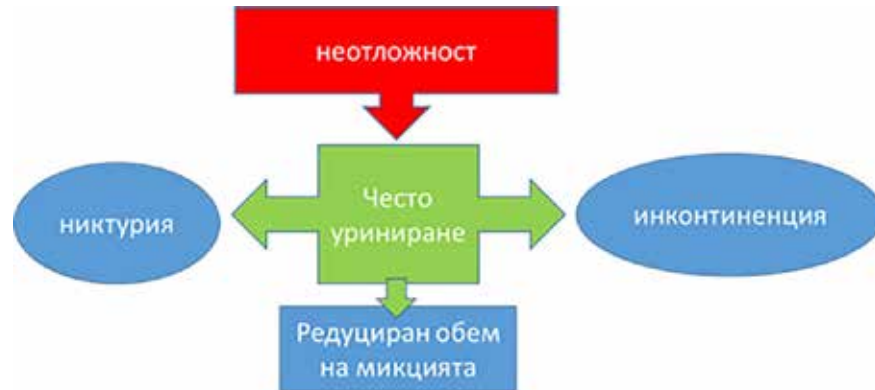 неотложност
Често
уриниране
никтурия
инконтиненция
Редуциран обем
на микцията